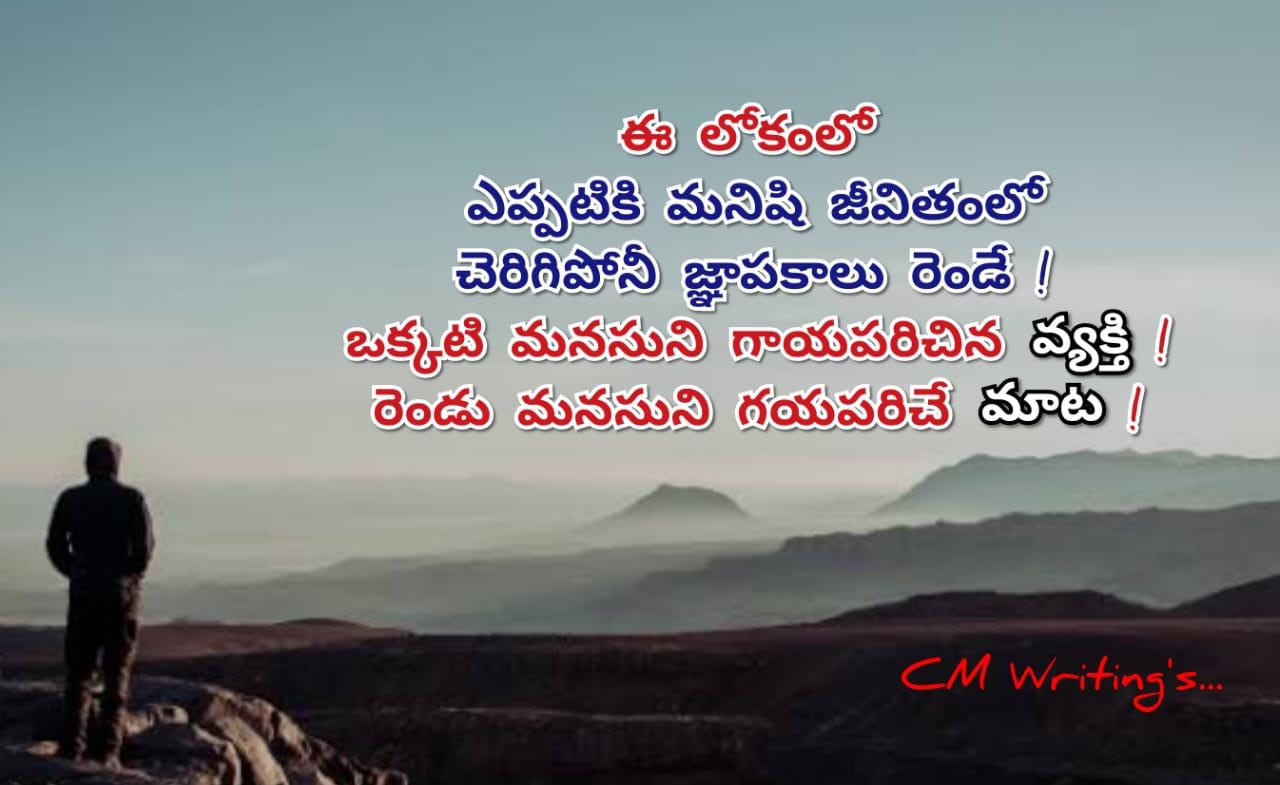 ఈ లోకంలో
ఎప్పటికి మనిషి జీవితంలో
చెరిగిపోనీ జ్ఞాపకాలు రెండే !
ఒక్కటి మనసుని గాయపరిచిన వ్యక్తి !
రెండు మనసుని గయపరిచే మాట !
CM Writing's...